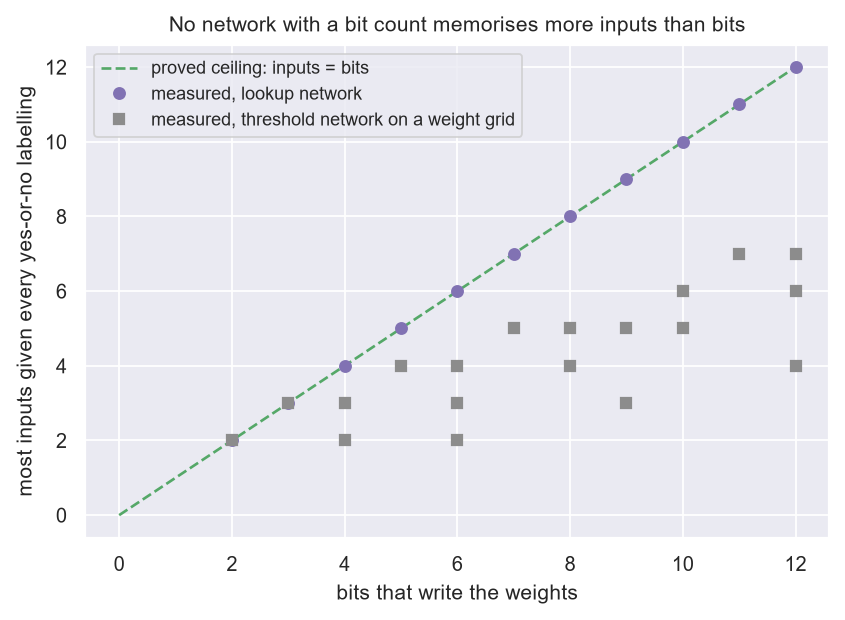 No network with a bit count memorises more inputs than bits
proved ceiling: inputs = bits
measured, lookup network
measured, threshold network on a weight grid
most inputs given every yes-or-no labelling
12
10
8
6
4
2
0
0 2 4 6 8 10 12
bits that write the weights